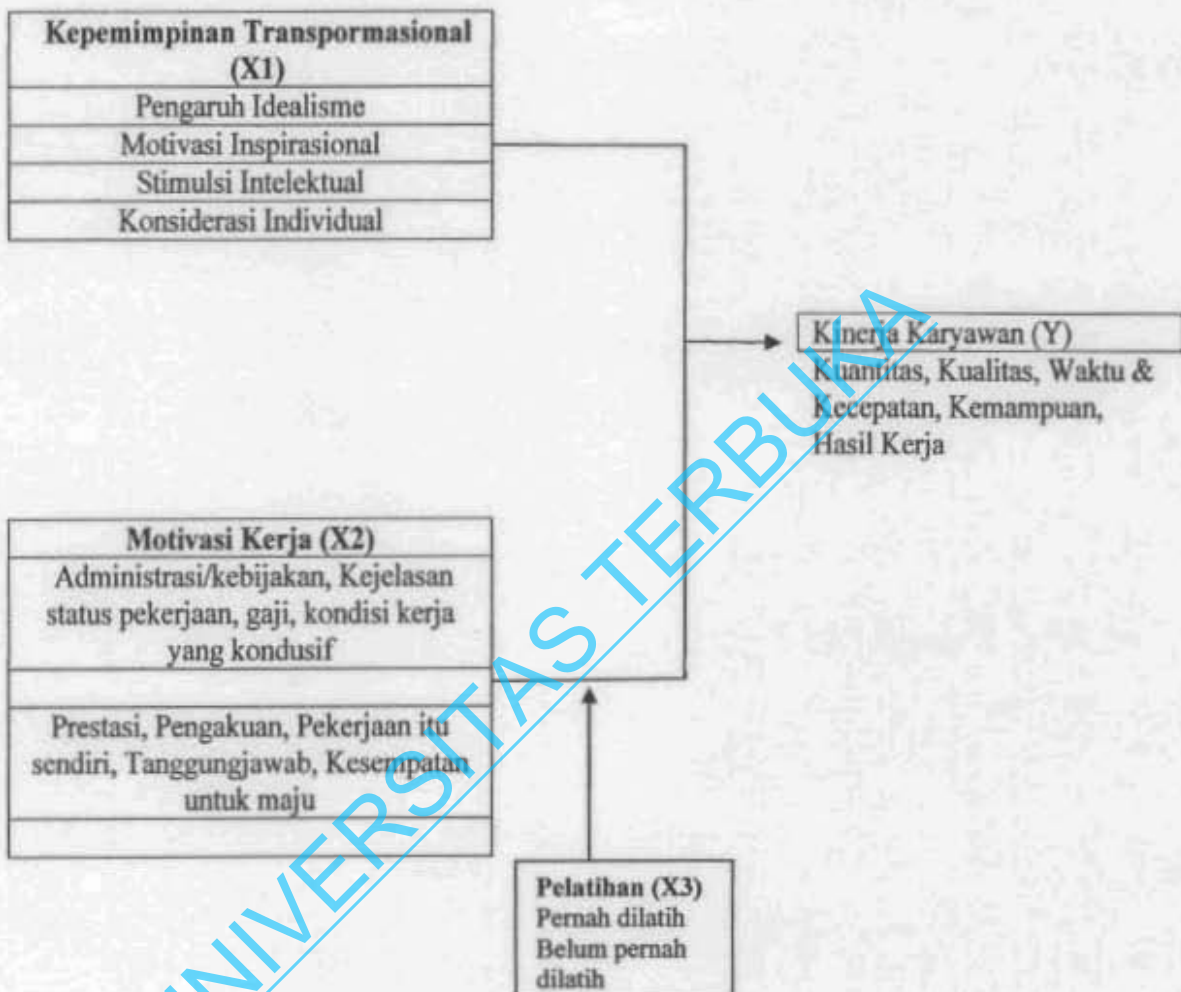 Kepemimpinan Transpormasional
(X1)
Pengaruh Idealisme
Motivasi Inspirasional
Stimulsi Intelektual
Konsiderasi Individual
Kinerja Karyawan (Y)
Kuantitas, Kualitas, Waktu &
Kecepatan, Kemampuan,
Hasil Kerja
Motivasi Kerja (X2)
Administrasi/kebijakan, Kejelasan
status pekerjaan, gaji, kondisi kerja
yang kondusif
Prestasi, Pengakuan, Pekerjaan itu
sendiri, Tanggungjawab, Kesempatan
untuk maju
Pelatihan (X3)
Pernah dilatih
Belum pernah
dilatih
UNIVERSITAS TERBUKA